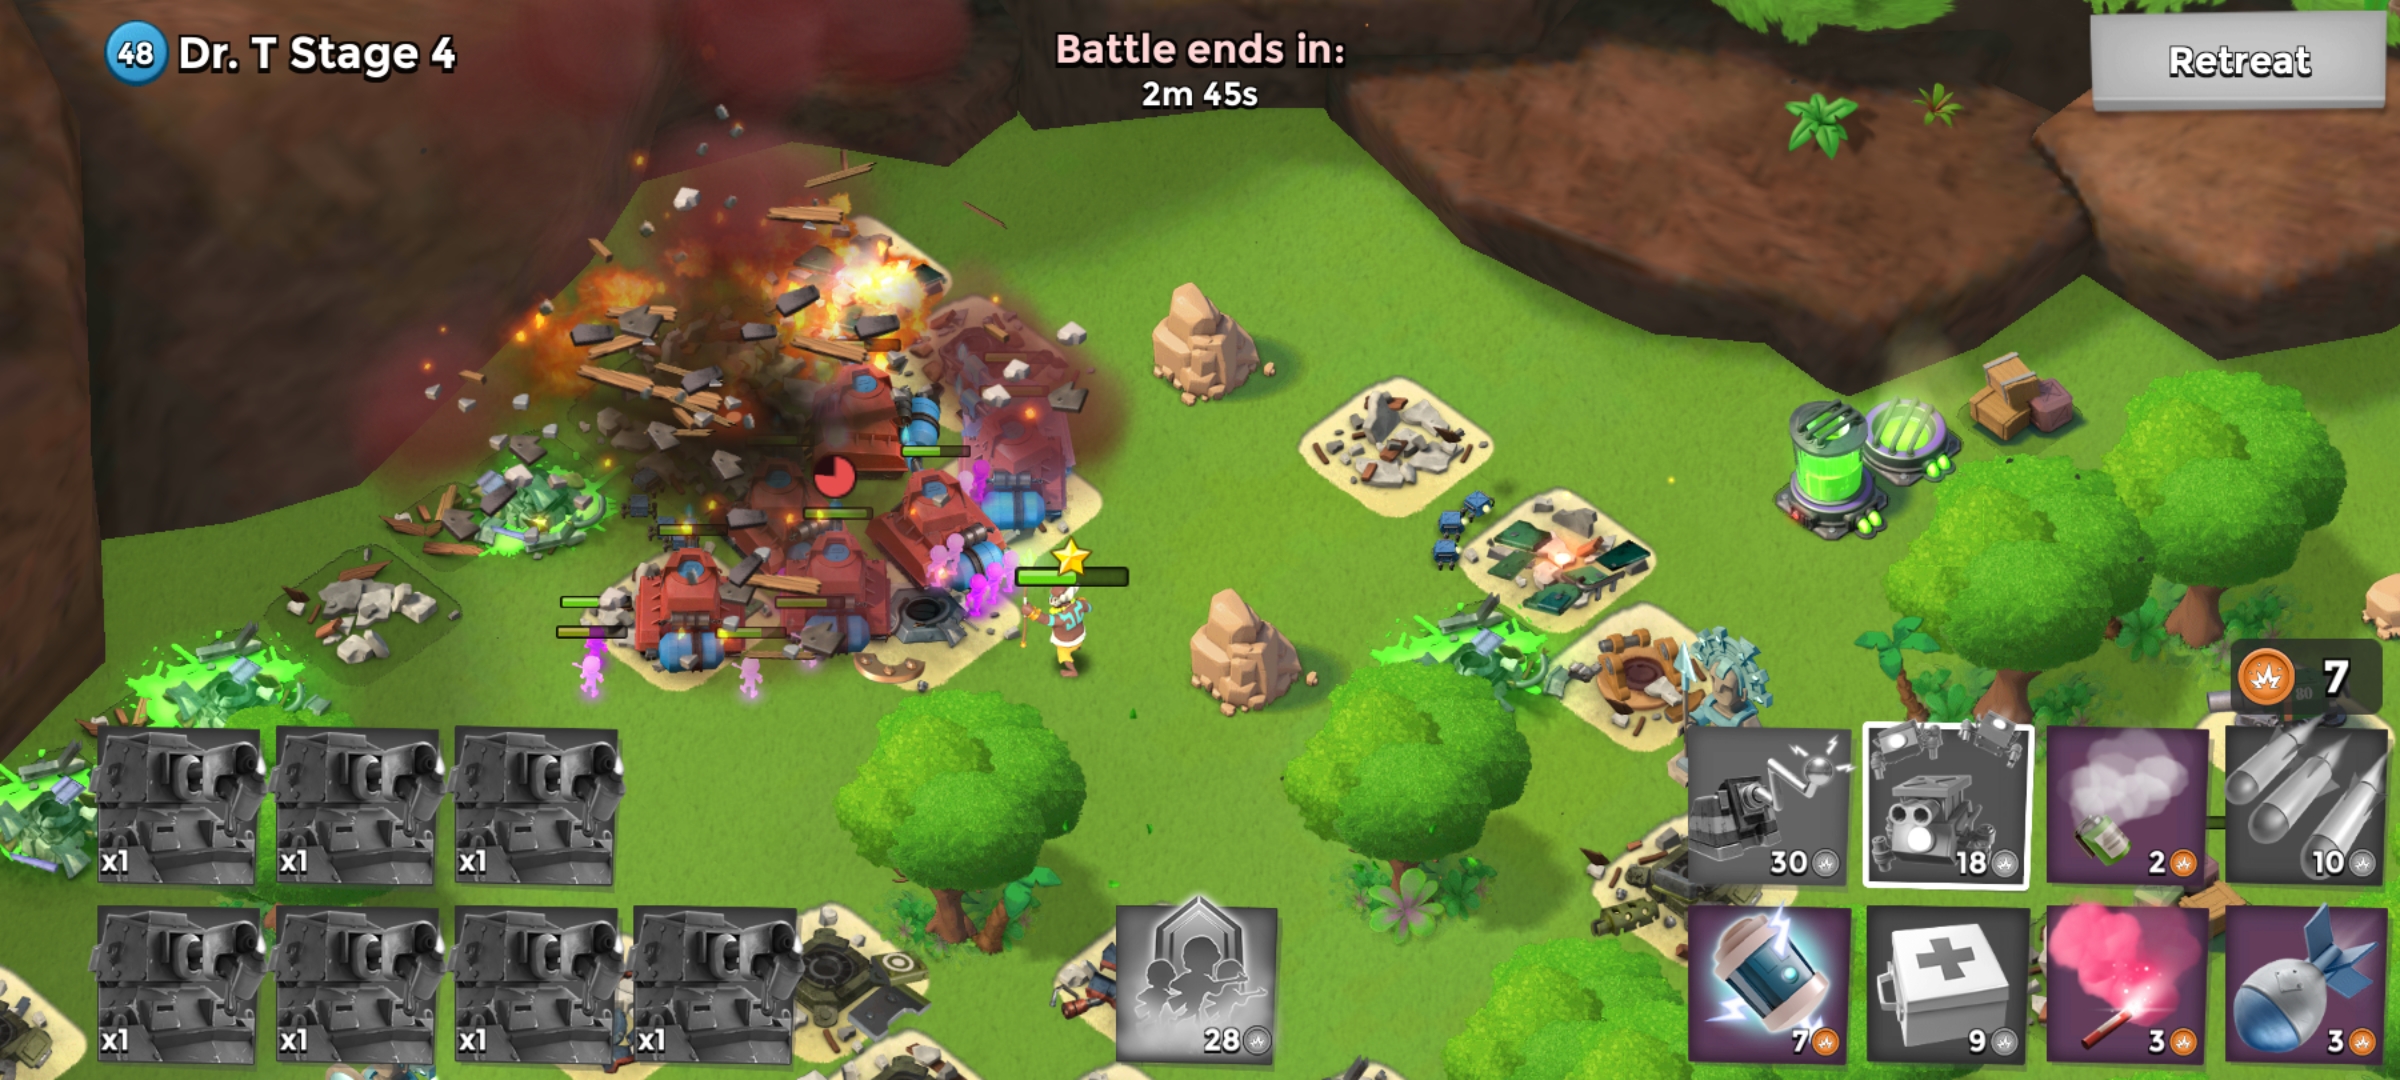 48 Dr. T Stage 4
Battle ends in:
2m 45s
Retreat
7
x1 x1 x1
30 18 2 10
x1 x1 x1 x1
28
7 9 3 3